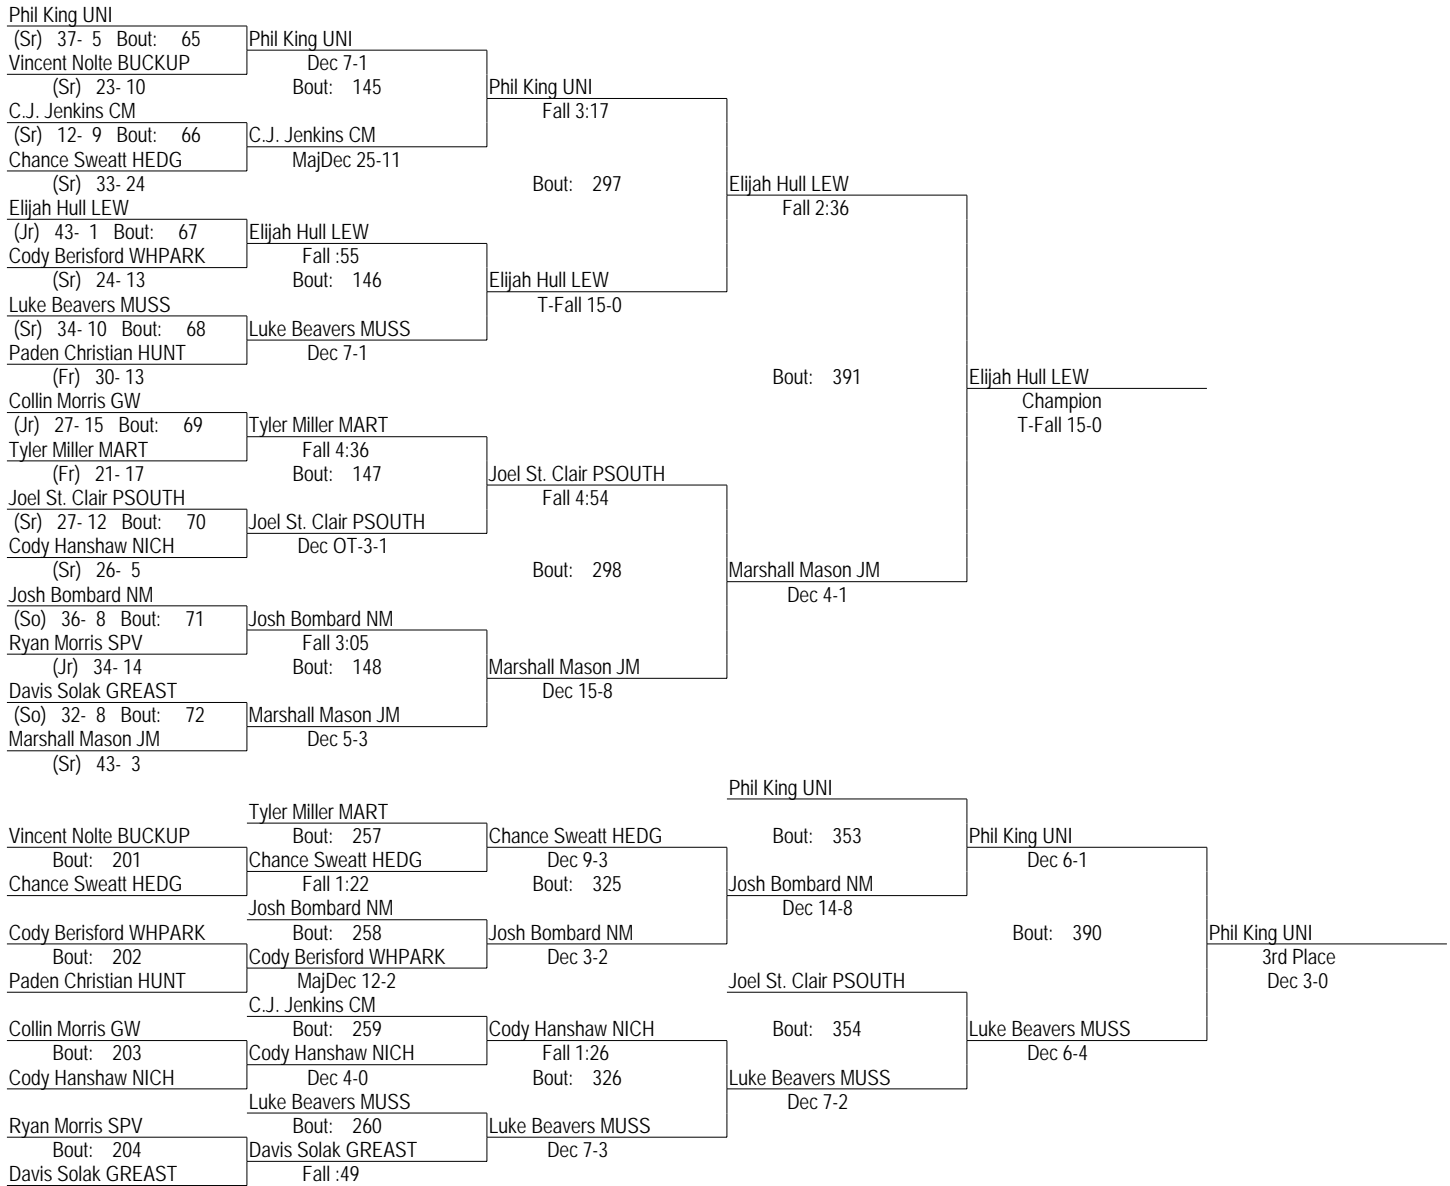 Phil King UNI
(Sr) 37- 5 Bout: 65 Phil King UNI
Vincent Nolte BUCKUP Dec 7-1
(Sr) 23- 10 Bout: 145 Phil King UNI
C.J. Jenkins CM Fall 3:17
(Sr) 12- 9 Bout: 66 C.J. Jenkins CM
Chance Sweatt HEDG MajDec 25-11
(Sr) 33- 24 Bout: 297 Elijah Hull LEW
Elijah Hull LEW Fall 2:36
(Jr) 43- 1 Bout: 67 Elijah Hull LEW
Cody Berisford WHPARK Fall :55
(Sr) 24- 13 Bout: 146 Elijah Hull LEW
Luke Beavers MUSS T-Fall 15-0
(Sr) 34- 10 Bout: 68 Luke Beavers MUSS
Paden Christian HUNT Dec 7-1
(Fr) 30- 13 Bout: 391 Elijah Hull LEW
Collin Morris GW Champion
(Jr) 27- 15 Bout: 69 Tyler Miller MART T-Fall 15-0
Tyler Miller MART Fall 4:36
(Fr) 21- 17 Bout: 147 Joel St. Clair PSOUTH
Joel St. Clair PSOUTH Fall 4:54
(Sr) 27- 12 Bout: 70 Joel St. Clair PSOUTH
Cody Hanshaw NICH Dec OT-3-1
(Sr) 26- 5 Bout: 298 Marshall Mason JM
Josh Bombard NM Dec 4-1
(So) 36- 8 Bout: 71 Josh Bombard NM
Ryan Morris SPV Fall 3:05
(Jr) 34- 14 Bout: 148 Marshall Mason JM
Davis Solak GREAST Dec 15-8
(So) 32- 8 Bout: 72 Marshall Mason JM
Marshall Mason JM Dec 5-3
(Sr) 43- 3
Phil King UNI
Tyler Miller MART
Vincent Nolte BUCKUP Bout: 257 Chance Sweatt HEDG Bout: 353 Phil King UNI
Bout: 201 Chance Sweatt HEDG Dec 9-3 Dec 6-1
Chance Sweatt HEDG Fall 1:22 Bout: 325 Josh Bombard NM
Josh Bombard NM Dec 14-8
Cody Berisford WHPARK Bout: 258 Josh Bombard NM Bout: 390 Phil King UNI
Bout: 202 Cody Berisford WHPARK Dec 3-2 3rd Place
Paden Christian HUNT MajDec 12-2 Joel St. Clair PSOUTH Dec 3-0
C.J. Jenkins CM
Collin Morris GW Bout: 259 Cody Hanshaw NICH Bout: 354 Luke Beavers MUSS
Bout: 203 Cody Hanshaw NICH Fall 1:26 Dec 6-4
Cody Hanshaw NICH Dec 4-0 Bout: 326 Luke Beavers MUSS
Luke Beavers MUSS Dec 7-2
Ryan Morris SPV Bout: 260 Luke Beavers MUSS
Bout: 204 Davis Solak GREAST Dec 7-3
Davis Solak GREAST Fall :49